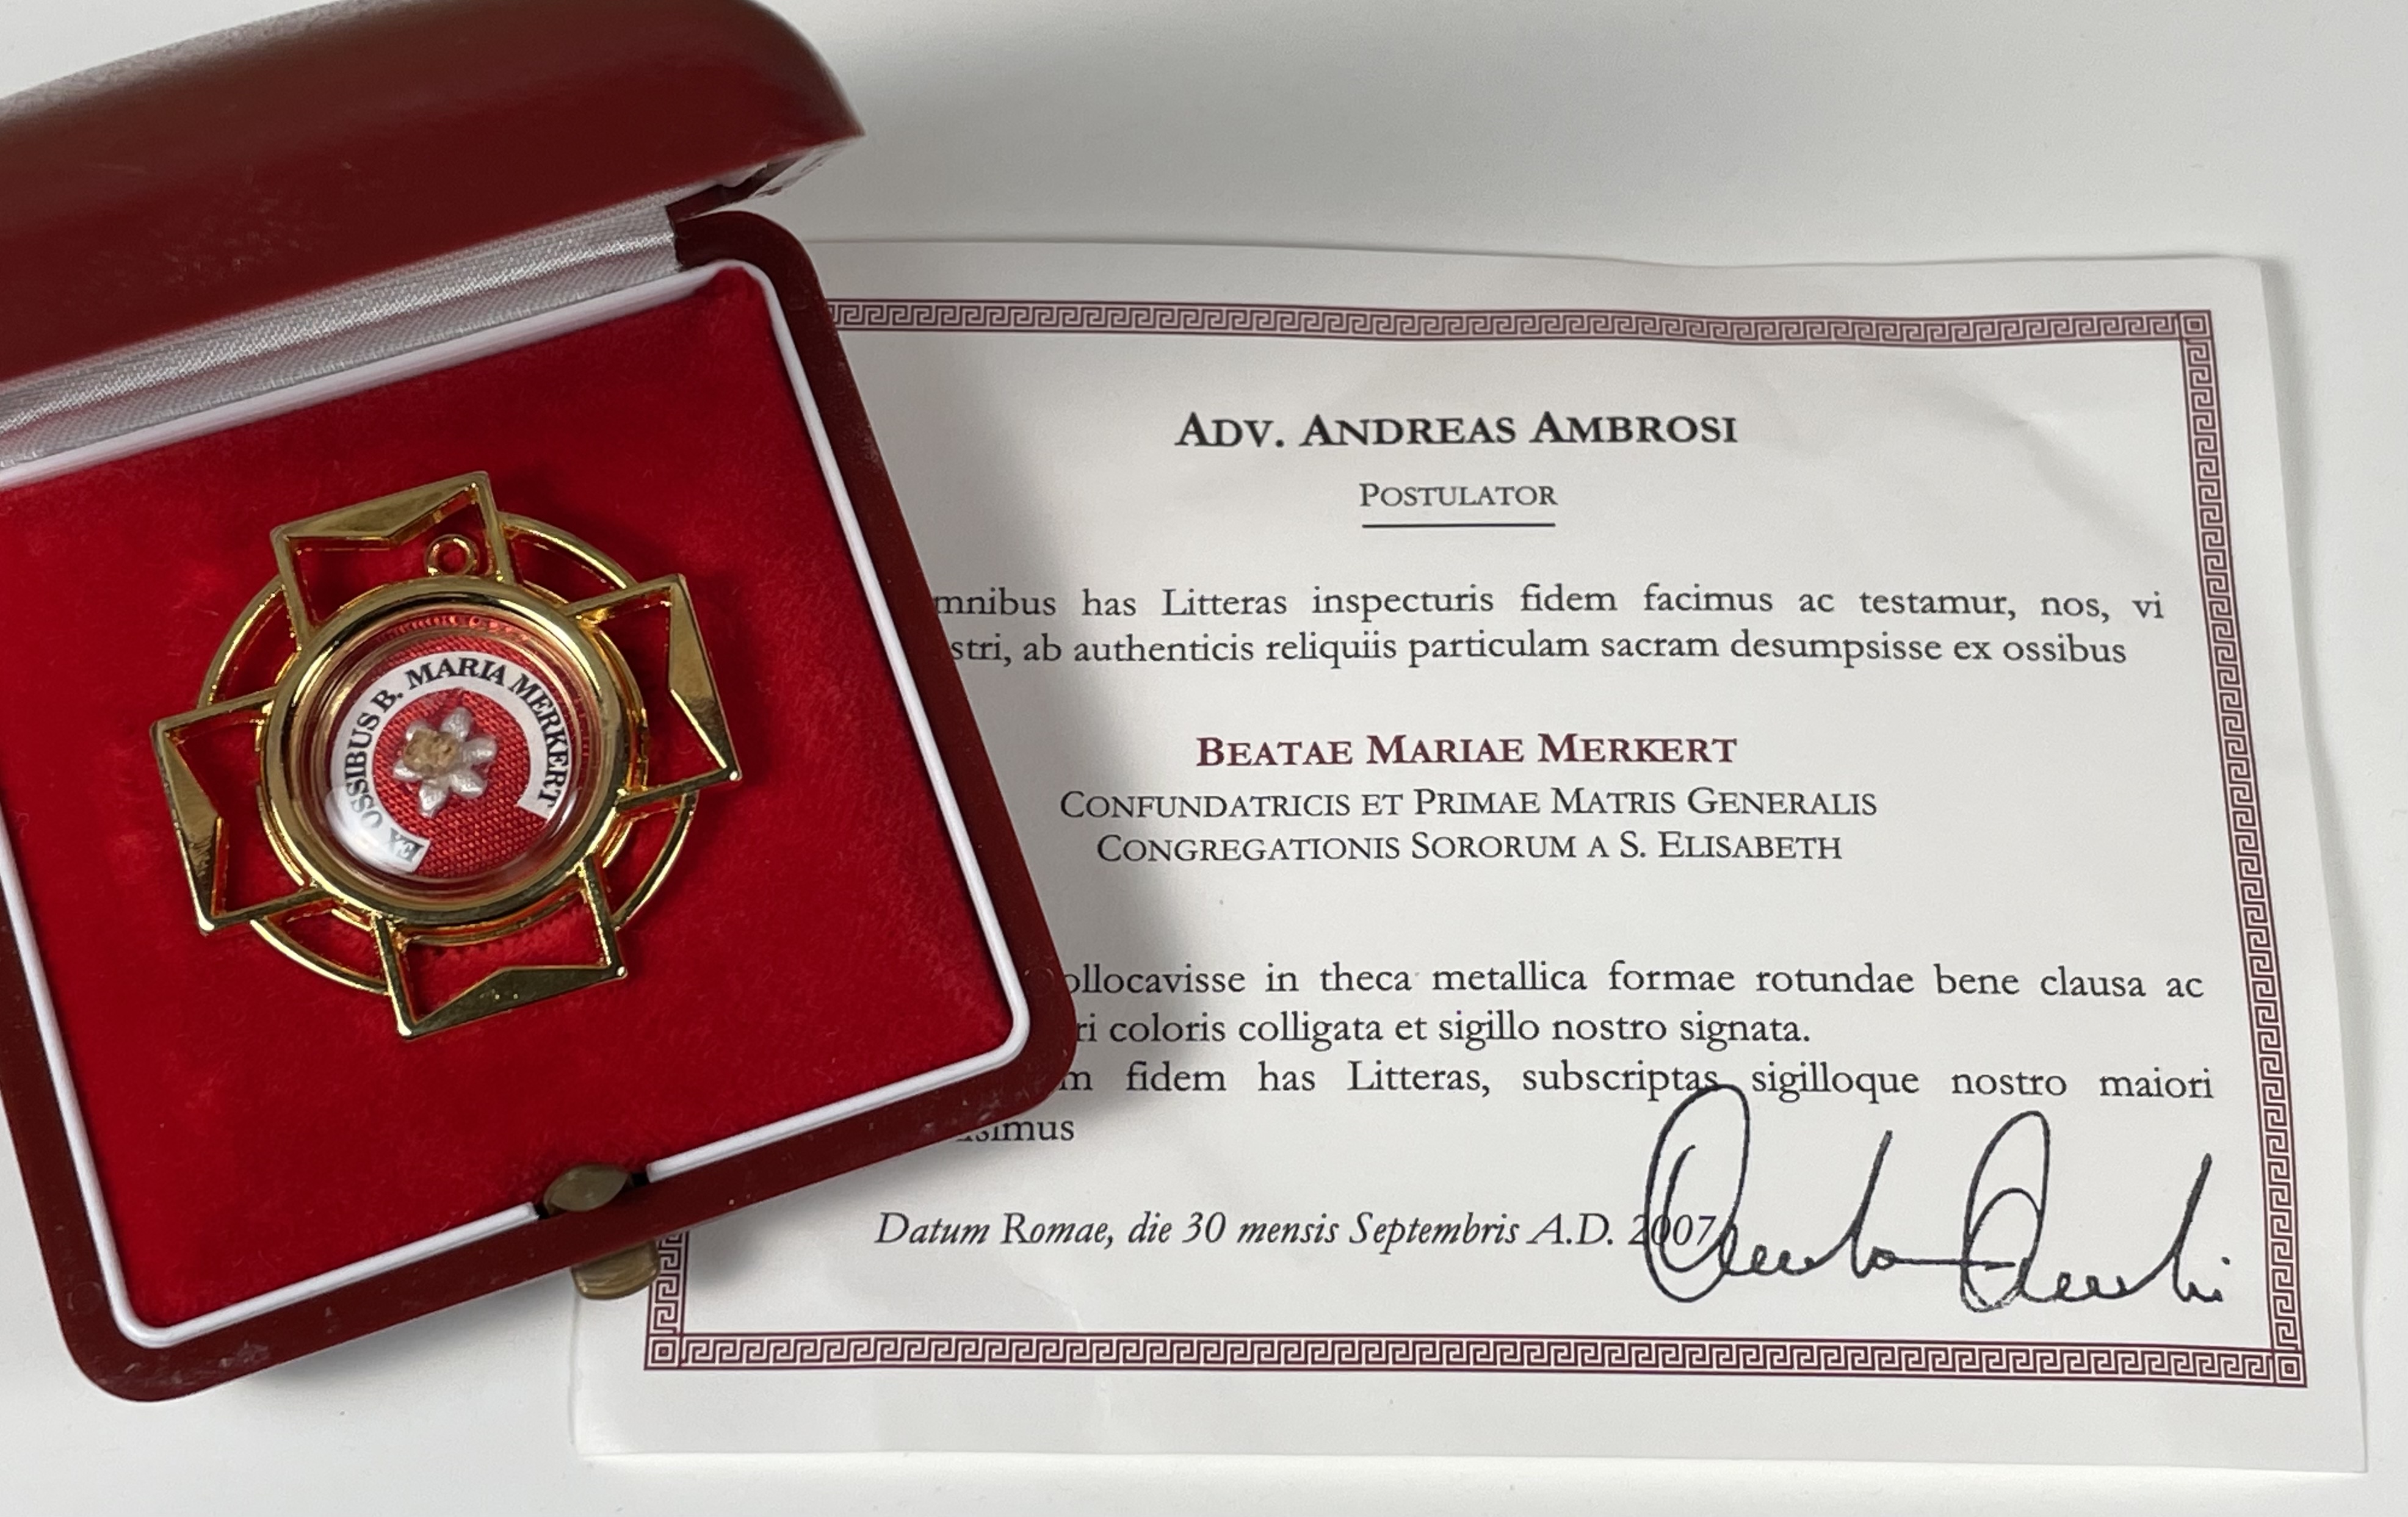 EX OSSIBUS B. MARIA MERKERT
ADV. ANDREAS AMBROSI
POSTULATOR
mnibus has Litteras inspecturis fidem facimus ac testamur, nos, vi
stri, ab authenticis reliquiis particulam sacram desumpsisse ex ossibus
BEATAE MARIAE MERKERT
CONFUNDATRICIS ET PRIMAE MATRIS GENERALIS
CONGREGATIONIS SORORUM A S. ELISABETH
ollocavisse in theca metallica formae rotundae bene clausa ac
ri coloris colligata et sigillo nostro signata.
m fidem has Litteras, subscriptas sigilloque nostro maiori
simus
Datum Romae, die 30 mensis Septembris A.D. 2007